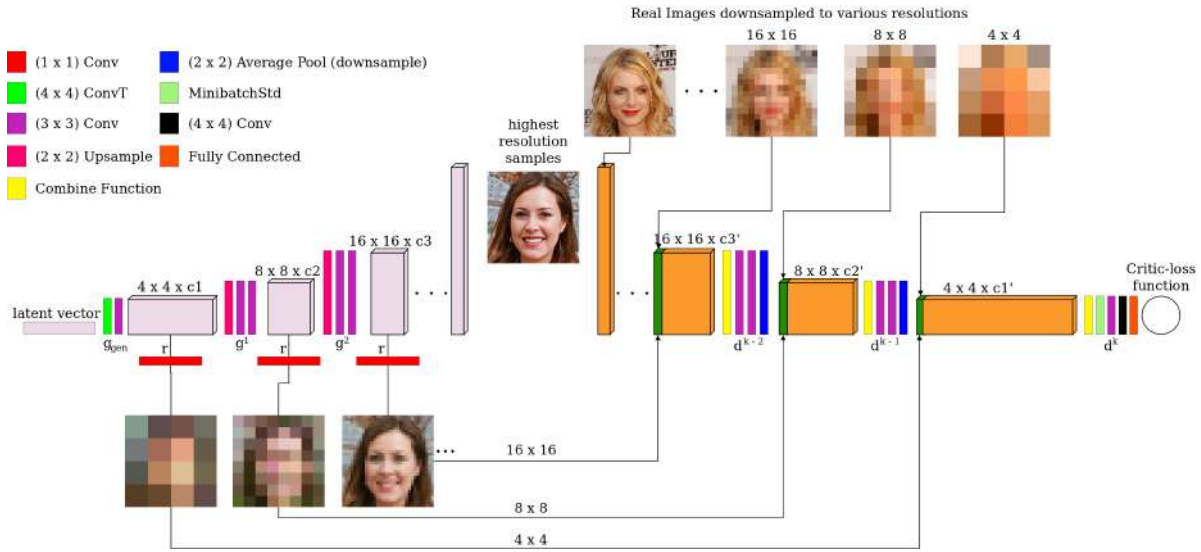 Real Images downsampled to various resolutions
16 x 16
8 x 8
4 x 4
(1 x 1) Conv
(2 x 2) Average Pool (downsample)
(4 x 4) ConvT
MinibatchStd
(3 x 3) Conv
(4 x 4) Conv
(2 x 2) Upsample
Fully Connected
Combine Function
highest
resolution
samples
latent vector
g_gen
4 x 4 x c1
g¹
8 x 8 x c2
g²
16 x 16 x c3
. . .
. . .
. . .
16 x 16 x c3'
d^(k - 2)
8 x 8 x c2'
d^(k - 1)
4 x 4 x c1'
d^k
Critic-loss
function
r
r
r
...
16 x 16
8 x 8
4 x 4